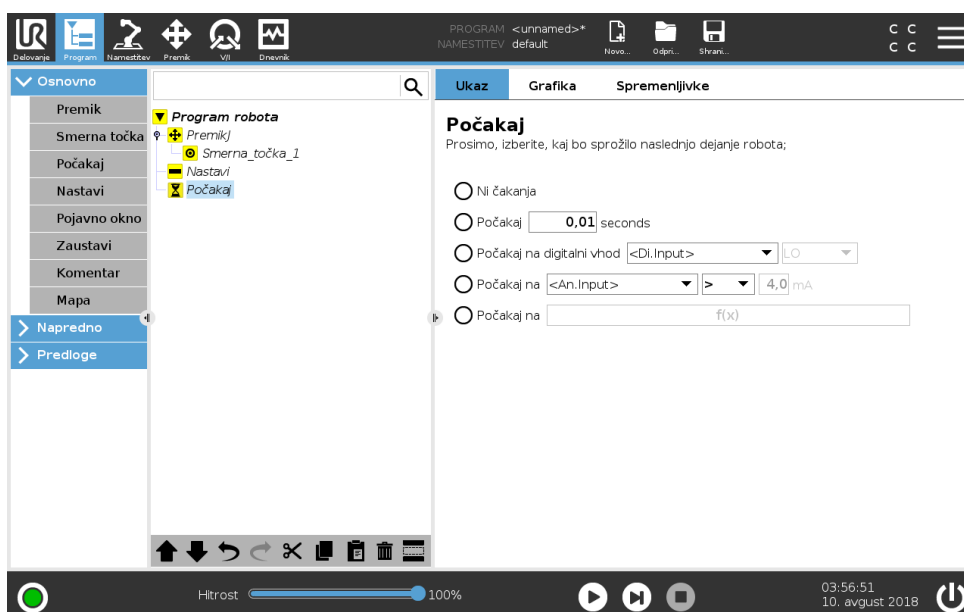 UR
PROGRAM <unnamed>*
NAMESTITEV default
C C
C C
Delovanje Program Namestitev Premik V/I Dnevnik Novo... Odpri... Shrani...
Osnovno
Premik
Smerna točka
Počakaj
Nastavi
Pojavno okno
Zaustavi
Komentar
Mapa
Napredno
Predloge
Program robota
PremikJ
Smerna_točka_1
Nastavi
Počakaj
Ukaz Grafika Spremenljivke
Počakaj
Prosimo, izberite, kaj bo sprožilo naslednjo dejanje robota;
Ni čakanja
Počakaj 0,01 seconds
Počakaj na digitalni vhod <Di.Input> LO
Počakaj na <An.Input> > 4,0 mA
Počakaj na f(x)
Hitrost 100%
03:56:51
10. avgust 2018